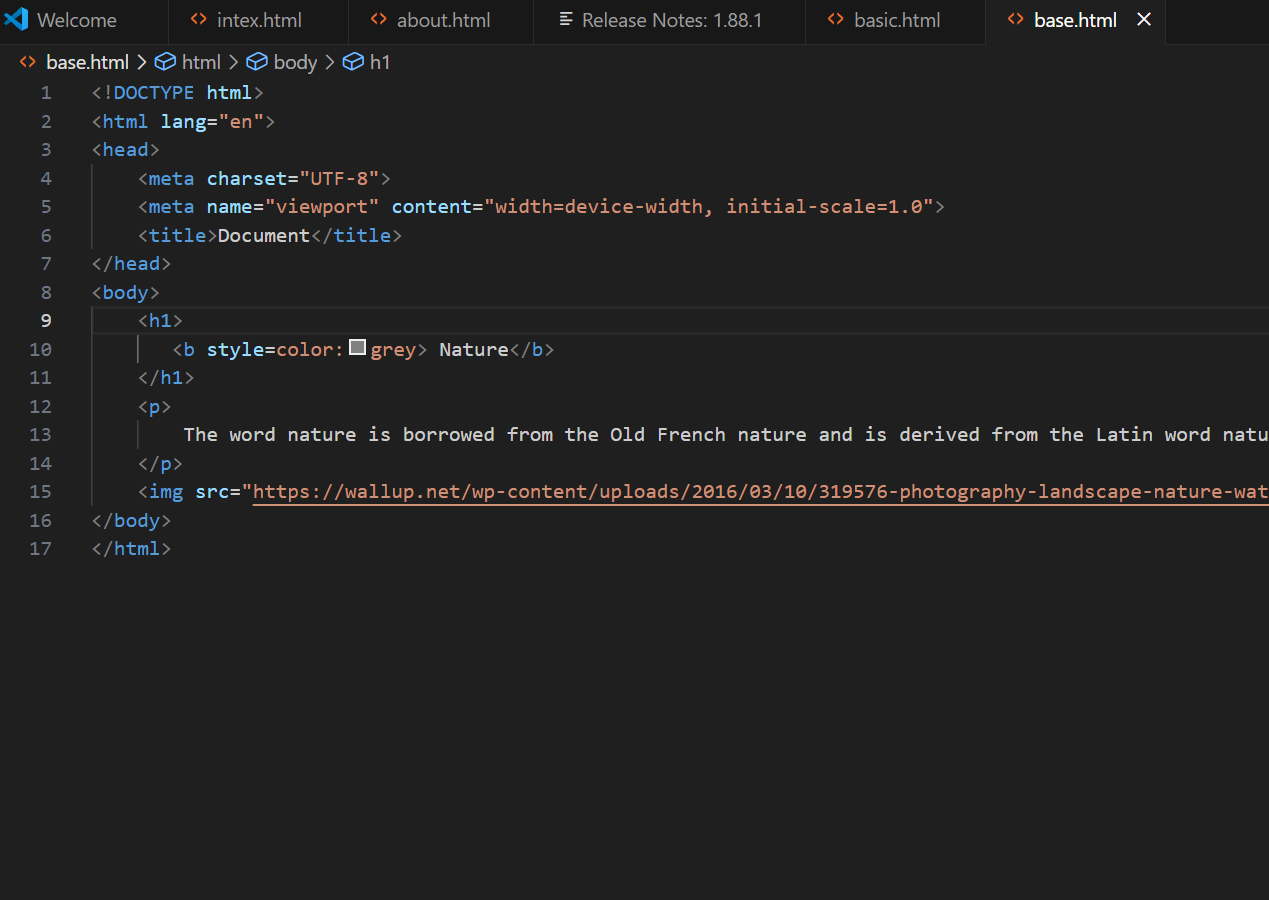 Welcome intex.html about.html Release Notes: 1.88.1 basic.html base.html
base.html html body h1
1 <!DOCTYPE html>
2 <html lang="en">
3 <head>
4 <meta charset="UTF-8">
5 <meta name="viewport" content="width=device-width, initial-scale=1.0">
6 <title>Document</title>
7 </head>
8 <body>
9 <h1>
10 <b style=color:grey> Nature</b>
11 </h1>
12 <p>
13 The word nature is borrowed from the Old French nature and is derived from the Latin word natu
14 </p>
15 <img src="https://wallup.net/wp-content/uploads/2016/03/10/319576-photography-landscape-nature-wat
16 </body>
17 </html>